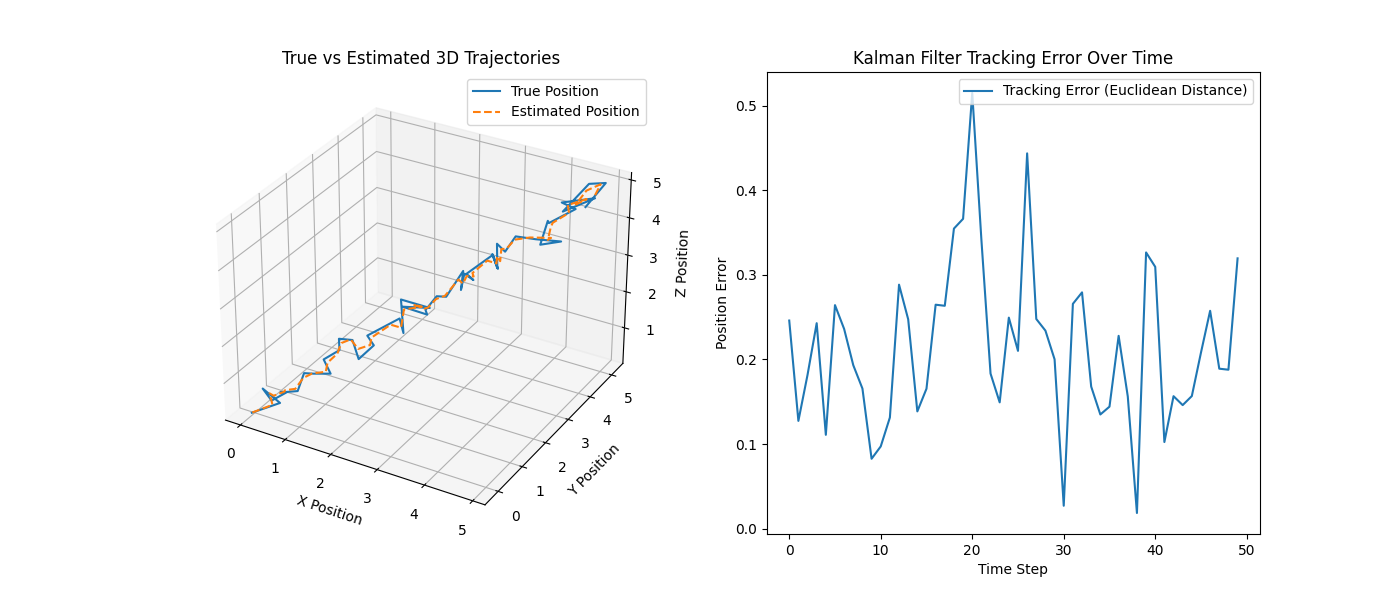 True vs Estimated 3D Trajectories
True Position
Estimated Position
5
4
3
2
1
Z Position
0
1
2
3
4
5
X Position
0
1
2
3
4
5
Y Position
Kalman Filter Tracking Error Over Time
Tracking Error (Euclidean Distance)
0.5
0.4
0.3
0.2
0.1
0.0
Position Error
0
10
20
30
40
50
Time Step